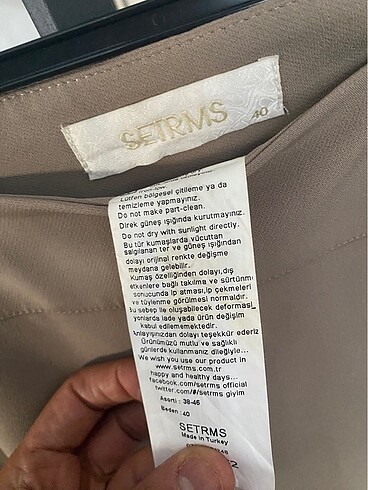 SETRMS
40
Lütfen bölgesel çitileme ya da
temizleme yapmayınız.
Do not make part-clean.
Direk güneş ışığında kurutmayınız.
Do not dry with sunlight directly.
Bu tür kumaşlarda vücuttan
salgılanan ter ve güneş ışığından
dolayı orijinal renkte değişme
meydana gelebilir.
Kumaş özelliğinden dolayı,dış
etkenlere bağlı takılma ve sürtünm
sonucunda ip atması,ip çekmeleri
ve tüylenme görülmesi normaldir.
Bu sebep ile oluşabilecek deformasi
yonlarda iade yada ürün değişim
kabul edilememektedir.
Anlayışınızdan dolayı teşekkür ederiz
Ürünümüzü mutlu ve sağlıklı
günlerde kullanmanız dileğiyle...
We wish you use our product in
www.setrms.com
happy and healthy days...
facebook.com/setrms official
twitter.com/#/setrms giyim
Asorti : 38-46
Beden : 40
SETRMS
Made in Turkey